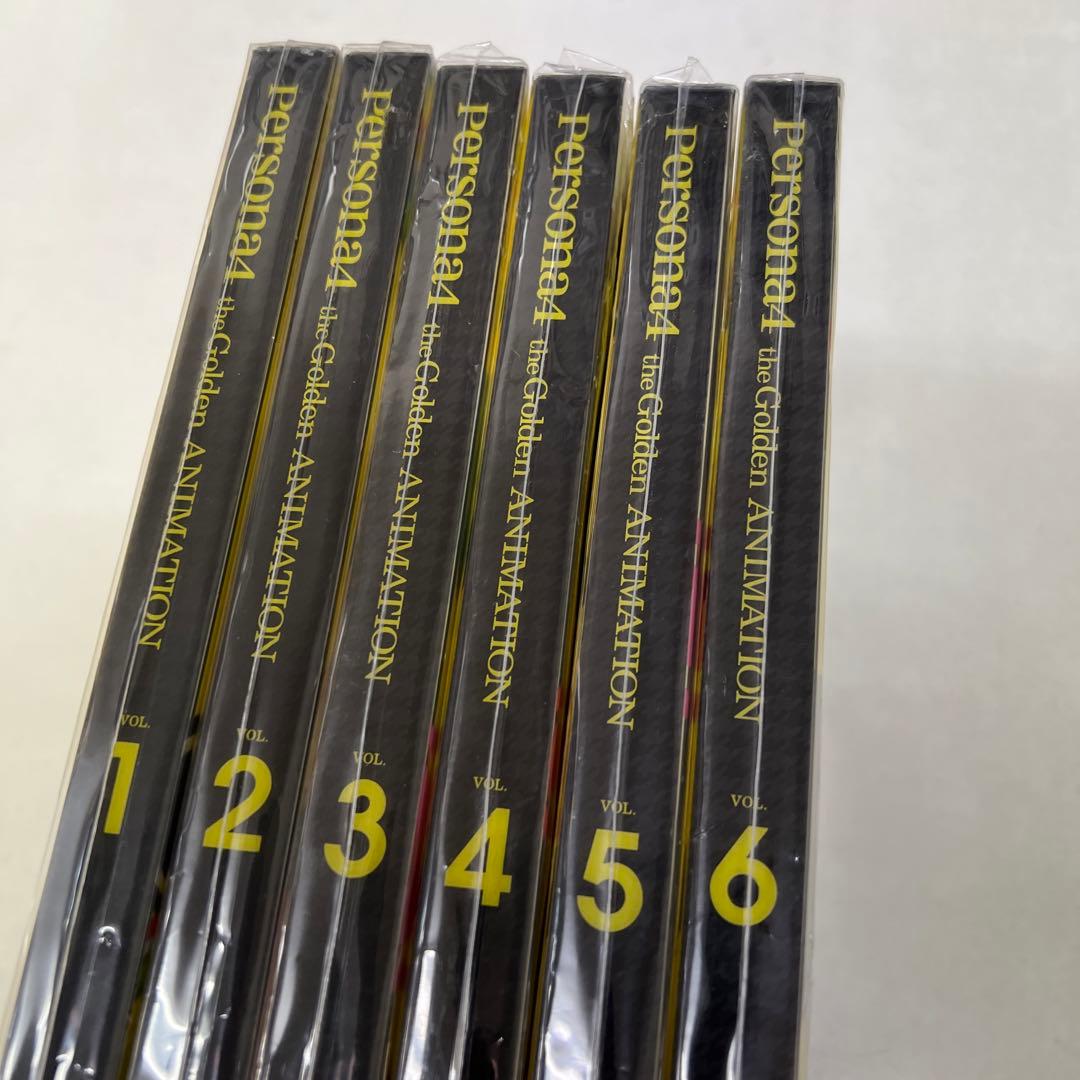 Persona4 the Golden ANIMATION
VOL.
1
Persona4 the Golden ANIMATION
VOL.
2
Persona4 the Golden ANIMATION
VOL.
3
Persona4 the Golden ANIMATION
VOL.
4
Persona4 the Golden ANIMATION
VOL.
5
Persona4 the Golden ANIMATION
VOL.
6